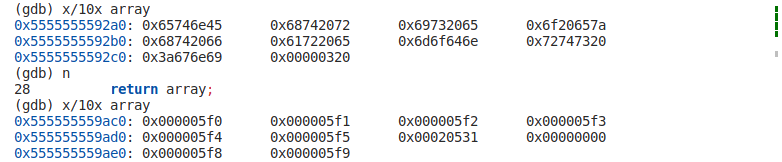 (gdb) x/10x array
0x5555555592a0: 0x65746e45 0x68742072 0x69732065 0x6f20657a
0x5555555592b0: 0x68742066 0x61722065 0x6d6f646e 0x72747320
0x5555555592c0: 0x3a676e69 0x00000320
(gdb) n
28 return array;
(gdb) x/10x array
0x555555559ac0: 0x000005f0 0x000005f1 0x000005f2 0x000005f3
0x555555559ad0: 0x000005f4 0x000005f5 0x00020531 0x00000000
0x555555559ae0: 0x000005f8 0x000005f9